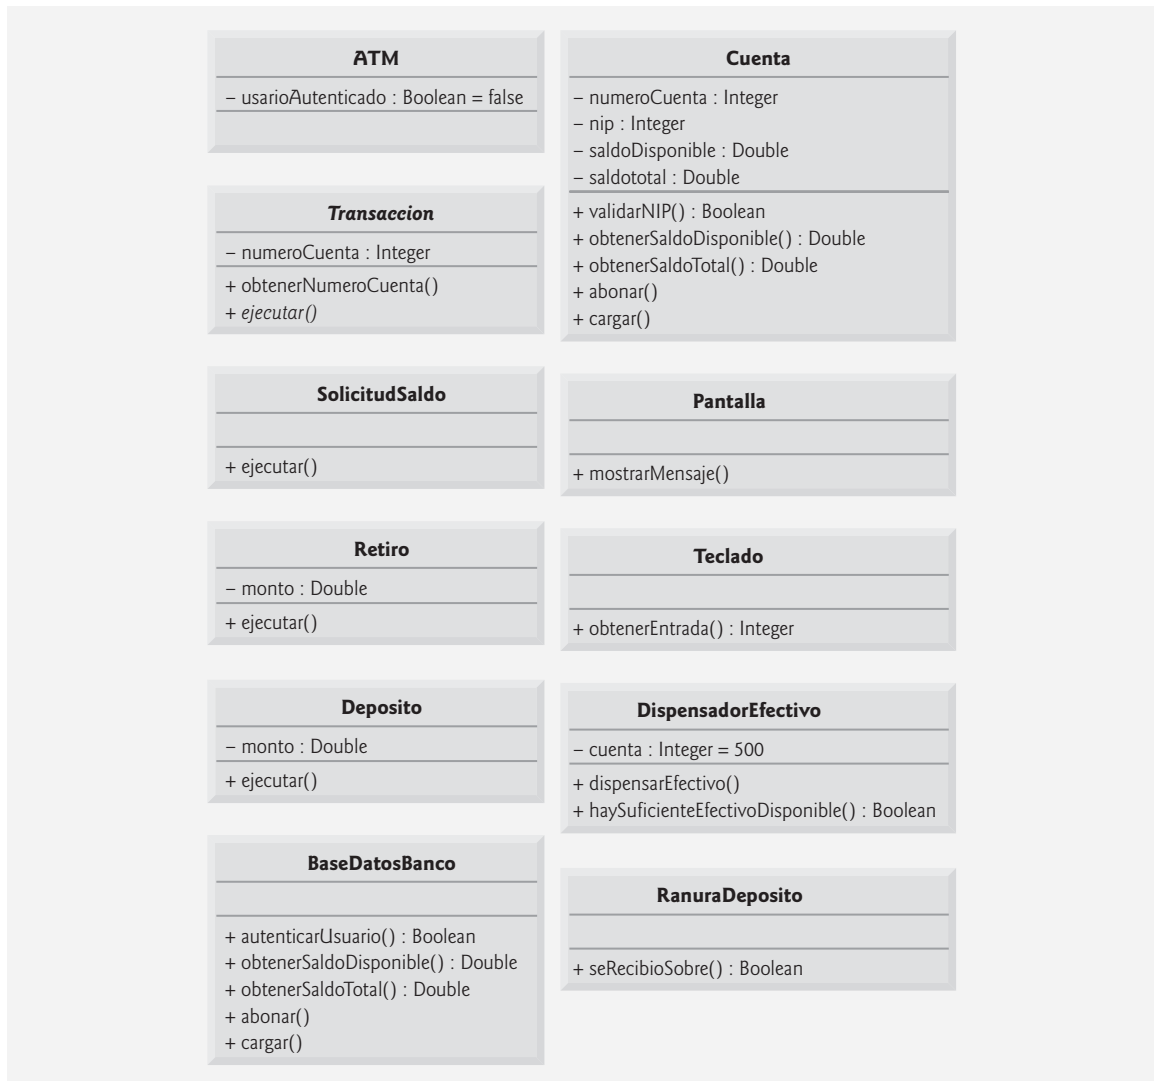 ATM
– usarioAutenticado : Boolean = false
Transaccion
– numeroCuenta : Integer
+ obtenerNumeroCuenta()
+ ejecutar()
SolicitudSaldo
+ ejecutar()
Retiro
– monto : Double
+ ejecutar()
Deposito
– monto : Double
+ ejecutar()
BaseDatosBanco
+ autenticarUsuario() : Boolean
+ obtenerSaldoDisponible() : Double
+ obtenerSaldoTotal() : Double
+ abonar()
+ cargar()
Cuenta
– numeroCuenta : Integer
– nip : Integer
– saldoDisponible : Double
– saldototal : Double
+ validarNIP() : Boolean
+ obtenerSaldoDisponible() : Double
+ obtenerSaldoTotal() : Double
+ abonar()
+ cargar()
Pantalla
+ mostrarMensaje()
Teclado
+ obtenerEntrada() : Integer
DispensadorEfectivo
– cuenta : Integer = 500
+ dispensarEfectivo()
+ haySuficienteEfectivoDisponible() : Boolean
RanuraDeposito
+ seRecibioSobre() : Boolean